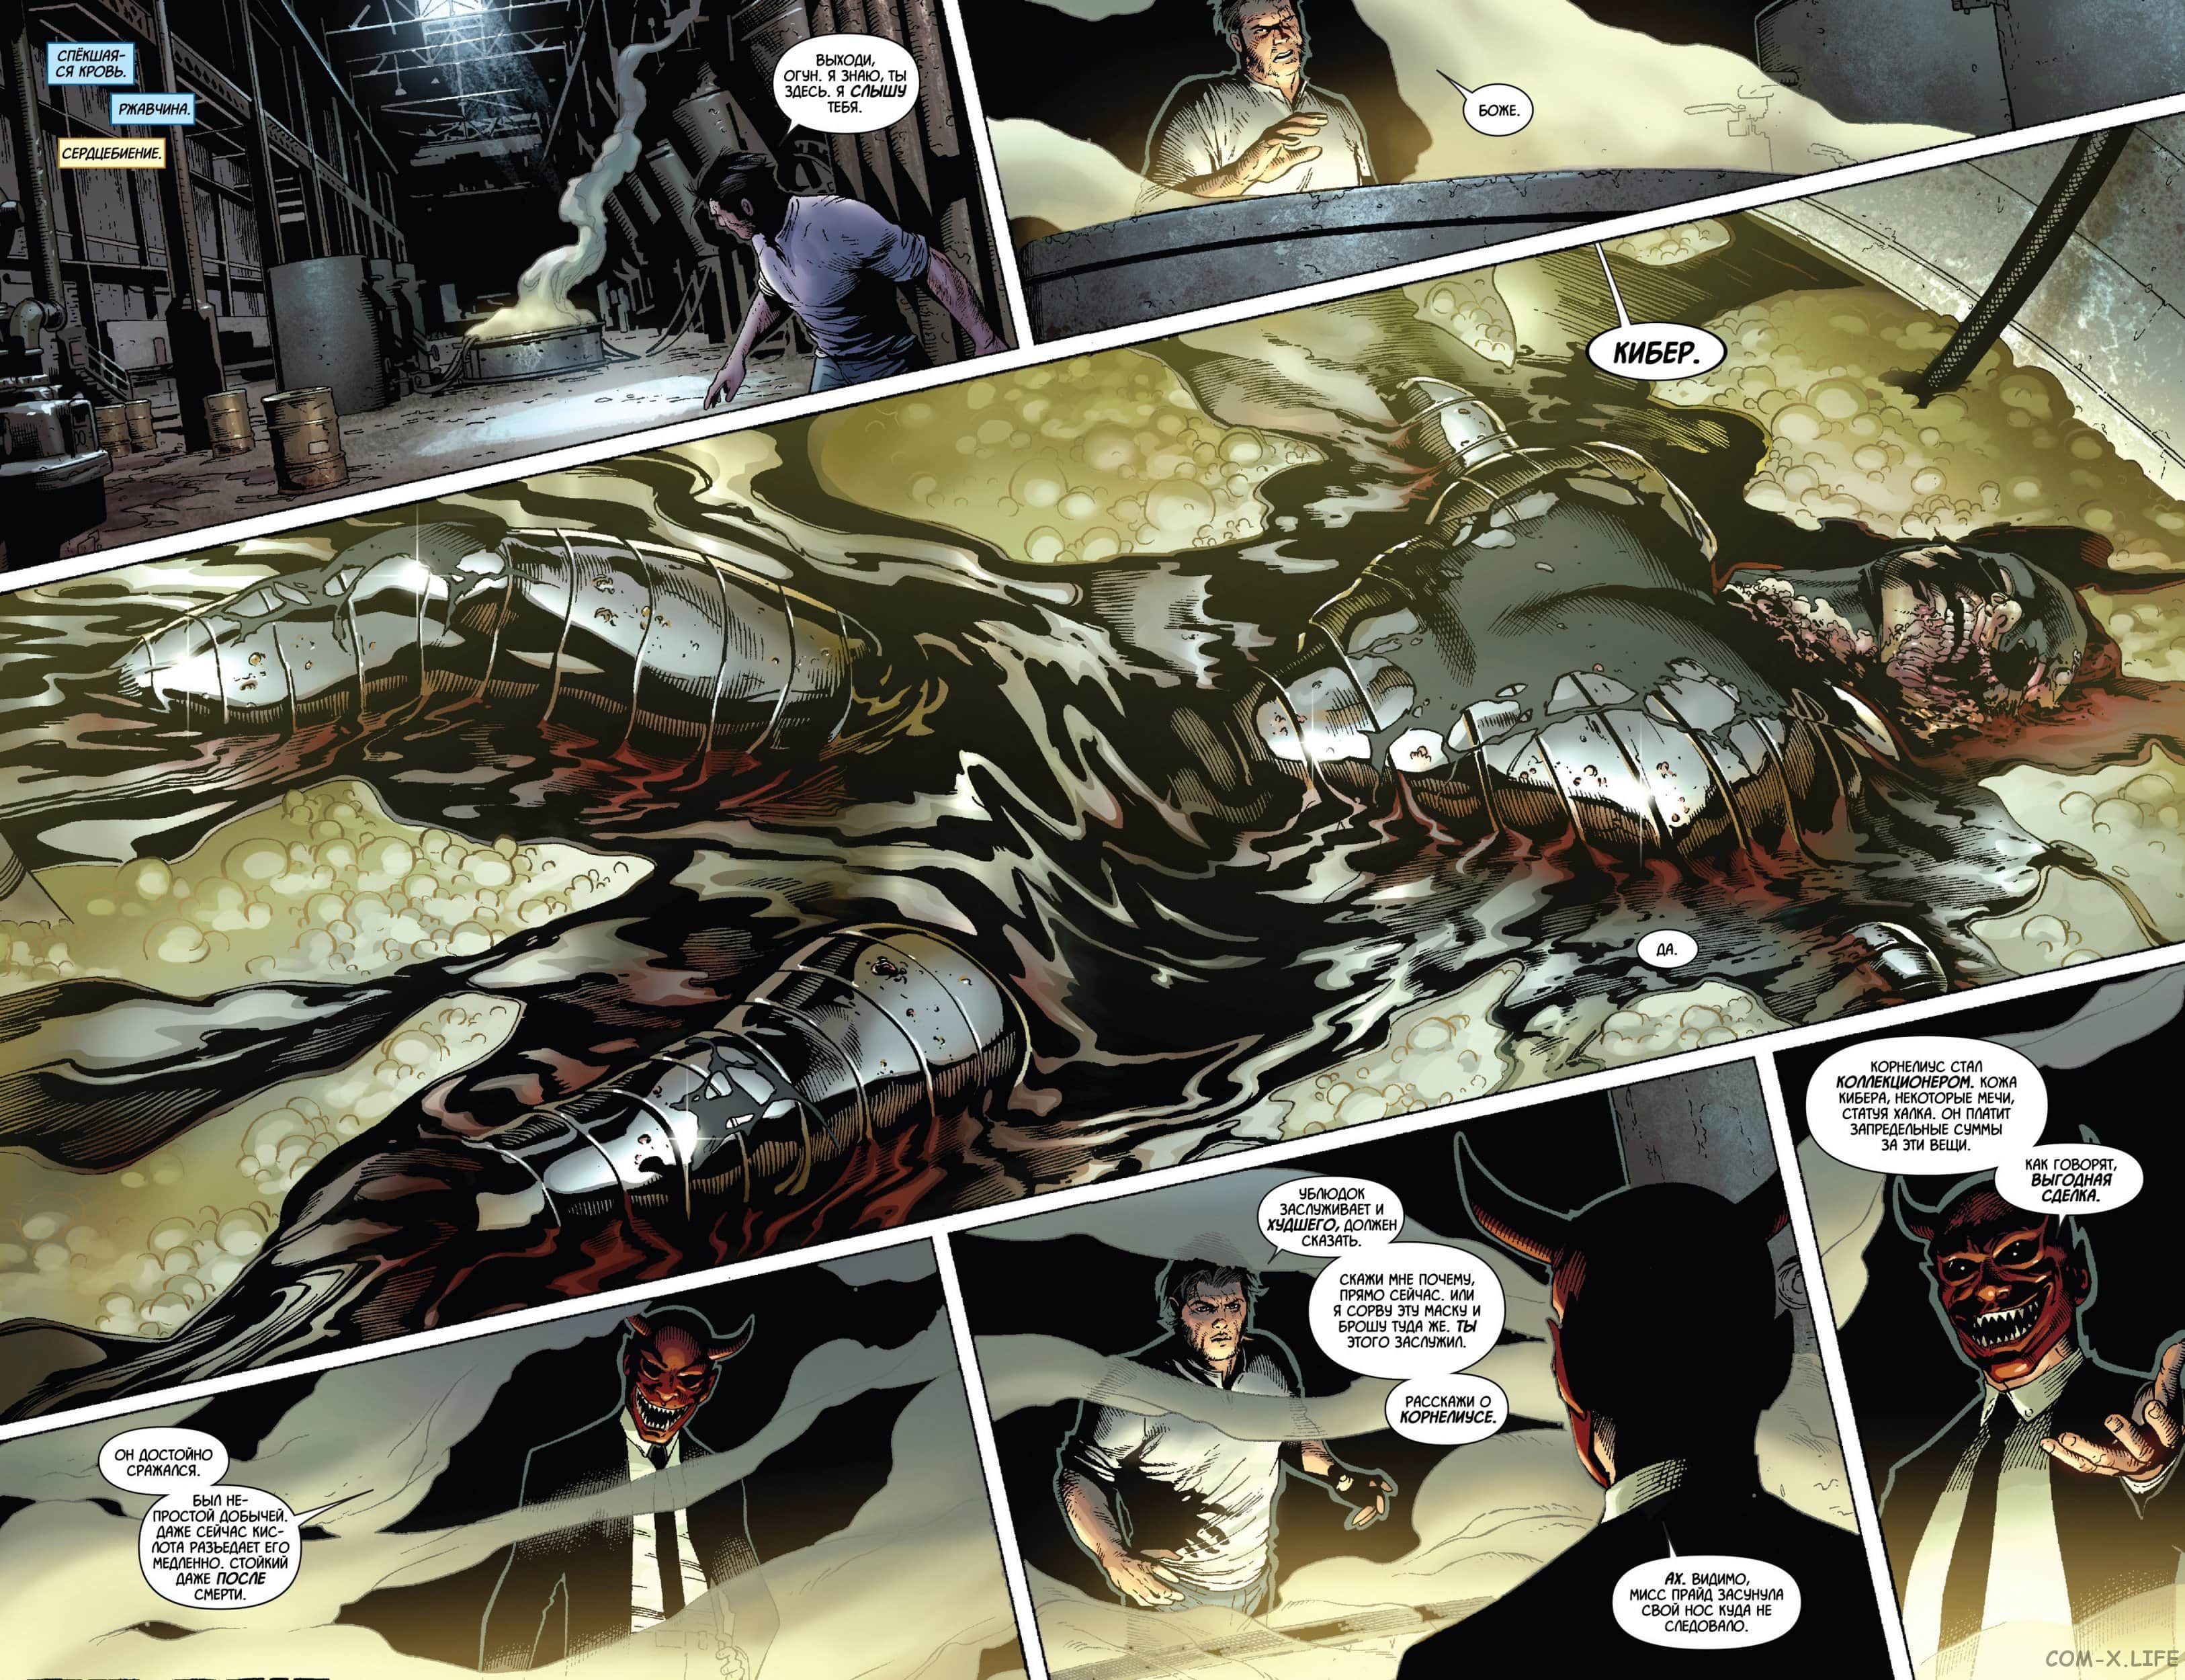 СПЁКШАЯ-
СЯ КРОВЬ.
РЖАВЧИНА.
СЕРДЦЕБИЕНИЕ.
ВЫХОДИ,
ОГУН. Я ЗНАЮ, ТЫ
ЗДЕСЬ. Я СЛЫШУ
ТЕБЯ.
БОЖЕ.
КИБЕР.
ДА.
ОН ДОСТОЙНО
СРАЖАЛСЯ.
БЫЛ НЕ-
ПРОСТОЙ ДОБЫЧЕЙ.
ДАЖЕ СЕЙЧАС КИС-
ЛОТА РАЗЪЕДАЕТ ЕГО
МЕДЛЕННО. СТОЙКИЙ
ДАЖЕ ПОСЛЕ
СМЕРТИ.
УБЛЮДОК
ЗАСЛУЖИВАЕТ И
ХУДШЕГО, ДОЛЖЕН
СКАЗАТЬ.
СКАЖИ МНЕ ПОЧЕМУ,
ПРЯМО СЕЙЧАС. ИЛИ
Я СОРВУ ЭТУ МАСКУ И
БРОШУ ТУДА ЖЕ. ТЫ
ЭТОГО ЗАСЛУЖИЛ.
РАССКАЖИ О
КОРНЕЛИУСЕ.
АХ. ВИДИМО,
МИСС ПРАЙД ЗАСУНУЛА
СВОЙ НОС КУДА НЕ
СЛЕДОВАЛО.
КОРНЕЛИУС СТАЛ
КОЛЛЕКЦИОНЕРОМ. КОЖА
КИБЕРА, НЕКОТОРЫЕ МЕЧИ,
СТАТУЯ ХАЛКА. ОН ПЛАТИТ
ЗАПРЕДЕЛЬНЫЕ СУММЫ
ЗА ЭТИ ВЕЩИ.
КАК ГОВОРЯТ,
ВЫГОДНАЯ
СДЕЛКА.
COM-X.LIFE